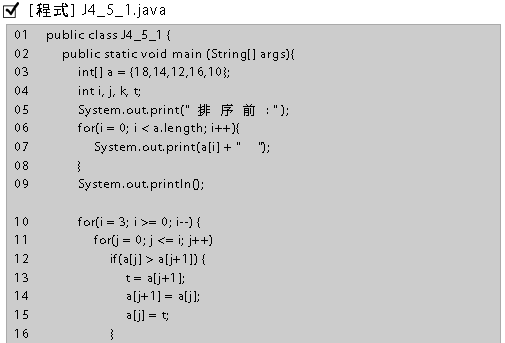 [程式] J4_5_1.java
01 public class J4_5_1 {
02 public static void main (String[] args){
03 int[] a = {18,14,12,16,10};
04 int i, j, k, t;
05 System.out.print(" 排 序 前 : ");
06 for(i = 0; i < a.length; i++){
07 System.out.print(a[i] + "  ");
08 }
09 System.out.println();
10 for(i = 3; i >= 0; i--) {
11 for(j = 0; j <= i; j++)
12 if(a[j] > a[j+1]) {
13 t = a[j+1];
14 a[j+1] = a[j];
15 a[j] = t;
16 }